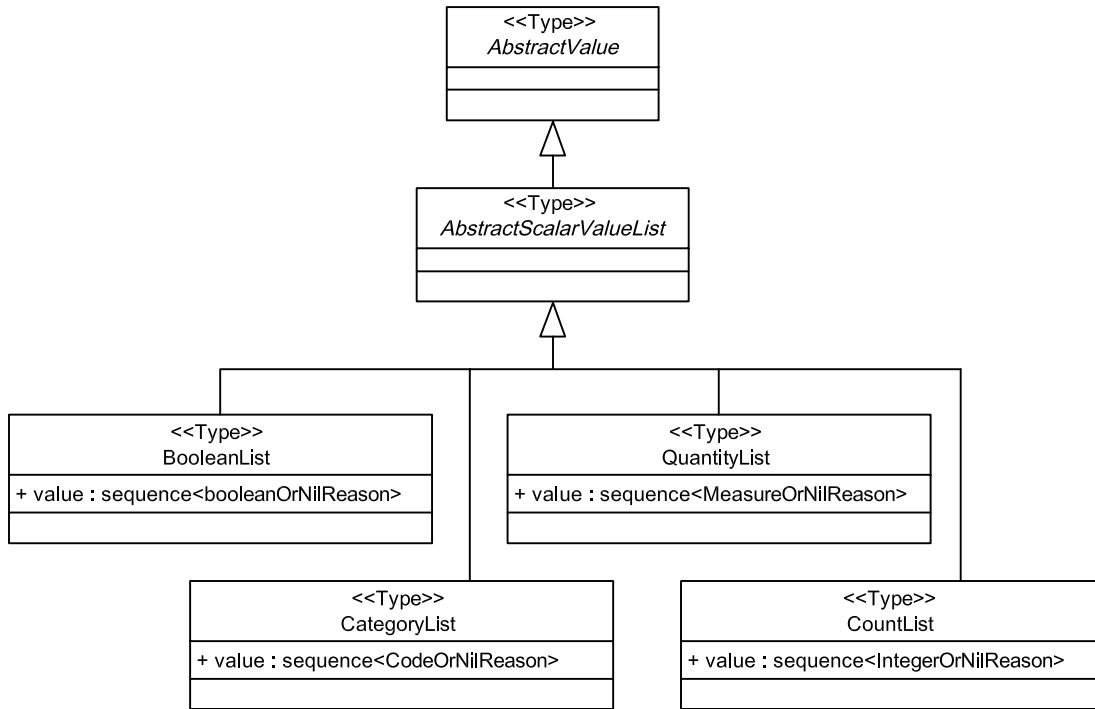 <<Type>>
AbstractValue
<<Type>>
AbstractScalarValueList
<<Type>>
BooleanList
+ value : sequence<booleanOrNilReason>
<<Type>>
QuantityList
+ value : sequence<MeasureOrNilReason>
<<Type>>
CategoryList
+ value : sequence<CodeOrNilReason>
<<Type>>
CountList
+ value : sequence<IntegerOrNilReason>